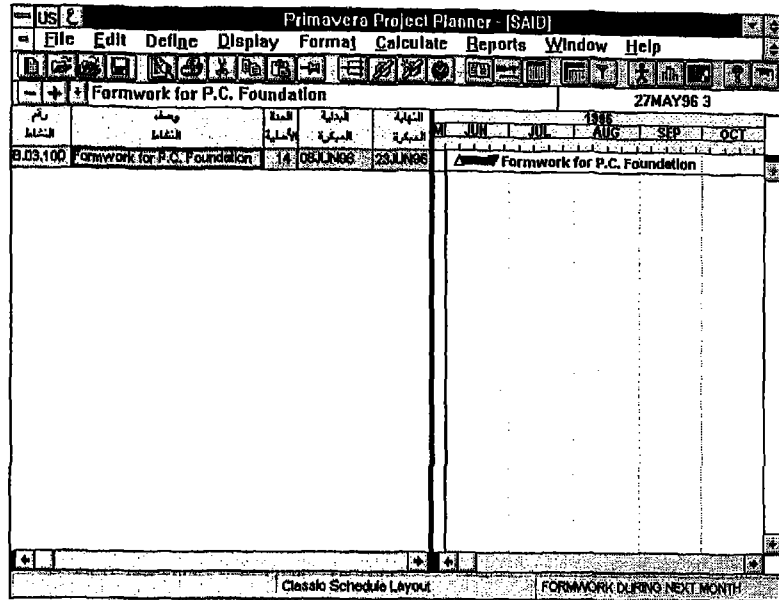 US ع Primavera Project Planner - [SAID]
File Edit Define Display Format Calculate Reports Window Help
Formwork for P.C. Foundation
27MAY96 3
رقم النشاط
وصف النشاط
المدة الأصلية
البداية المبكرة
النهاية المبكرة
1996
JUN JUL AUG SEP OCT
B.03.100 Formwork for P.C. Foundation 14 08JUN96 23JUN96
Formwork for P.C. Foundation
Classic Schedule Layout
FORMWORK DURING NEXT MONTH